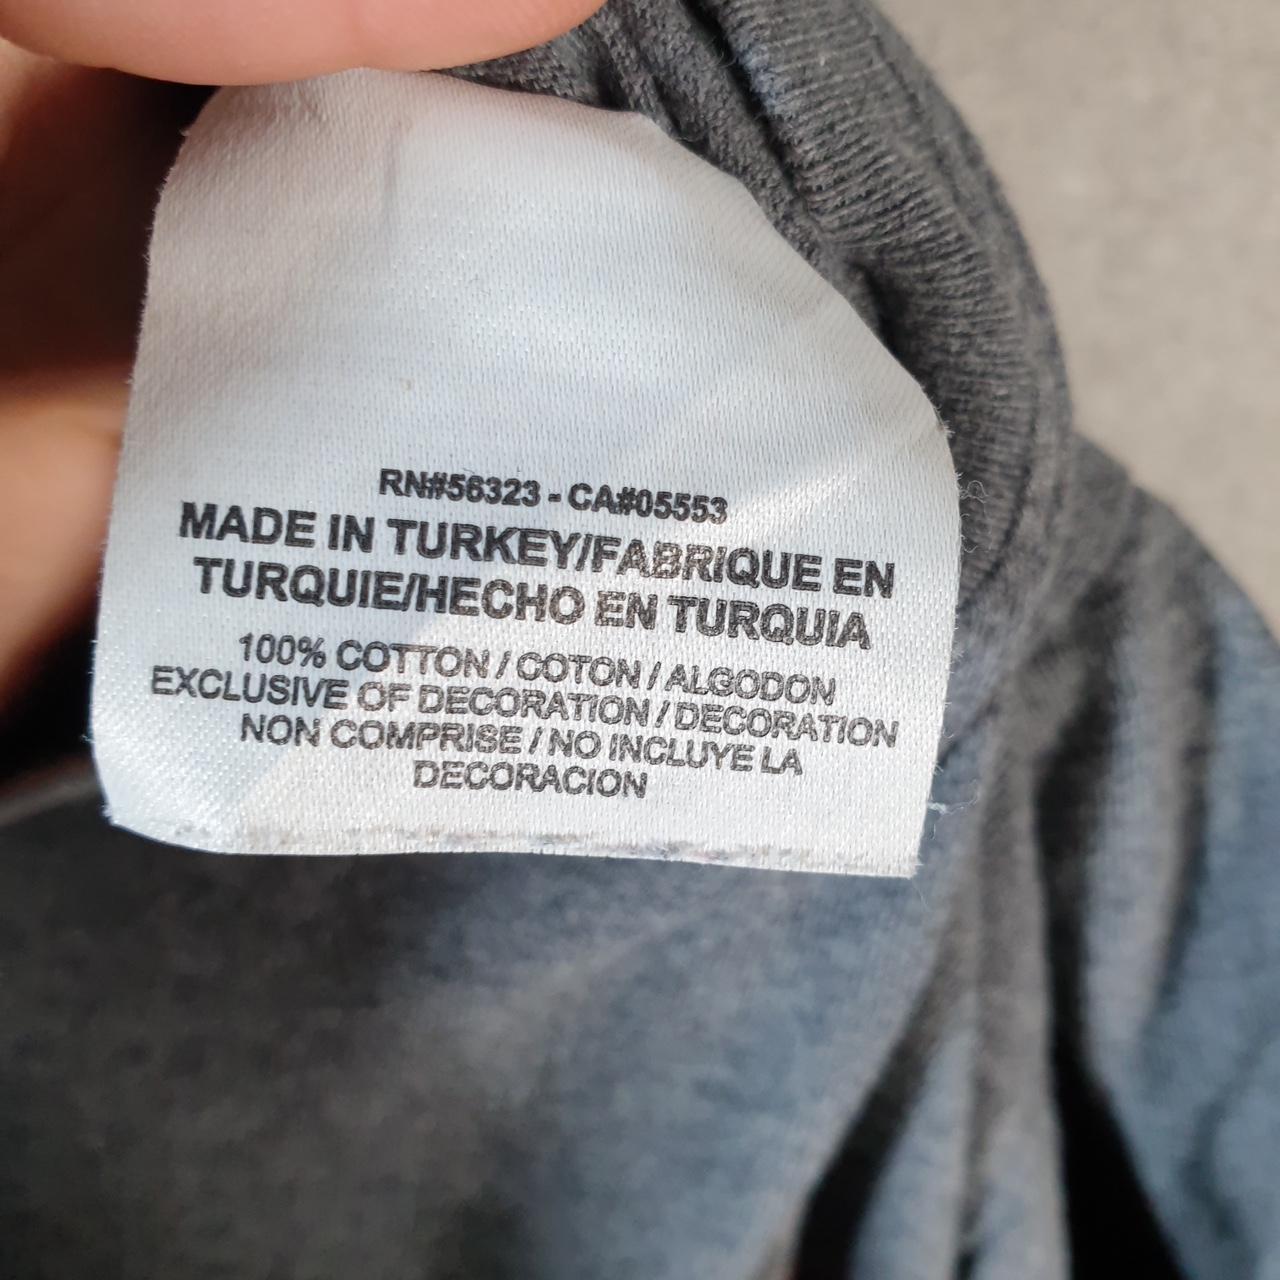 RN#56323 - CA#05553
MADE IN TURKEY/FABRIQUE EN
TURQUIE/HECHO EN TURQUIA
100% COTTON / COTON / ALGODON
EXCLUSIVE OF DECORATION / DECORATION
NON COMPRISE / NO INCLUYE LA
DECORACION